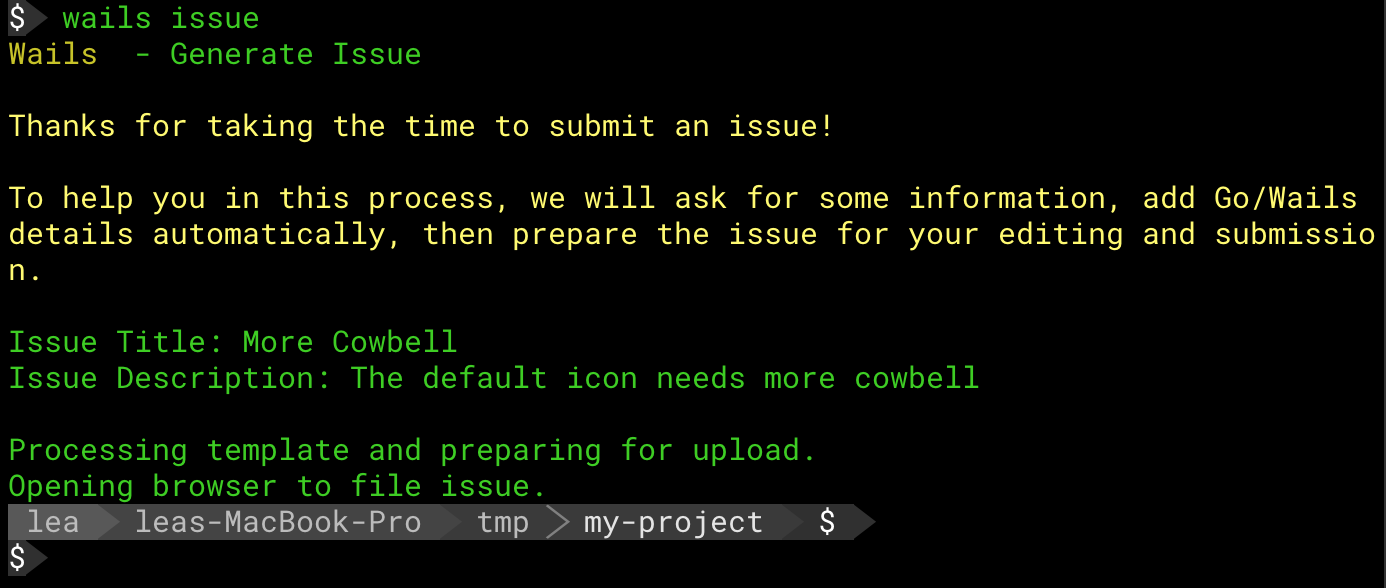 $ wails issue
Wails  - Generate Issue
Thanks for taking the time to submit an issue!
To help you in this process, we will ask for some information, add Go/Wails
details automatically, then prepare the issue for your editing and submissio
n.
Issue Title: More Cowbell
Issue Description: The default icon needs more cowbell
Processing template and preparing for upload.
Opening browser to file issue.
lea leas-MacBook-Pro tmp my-project $
$